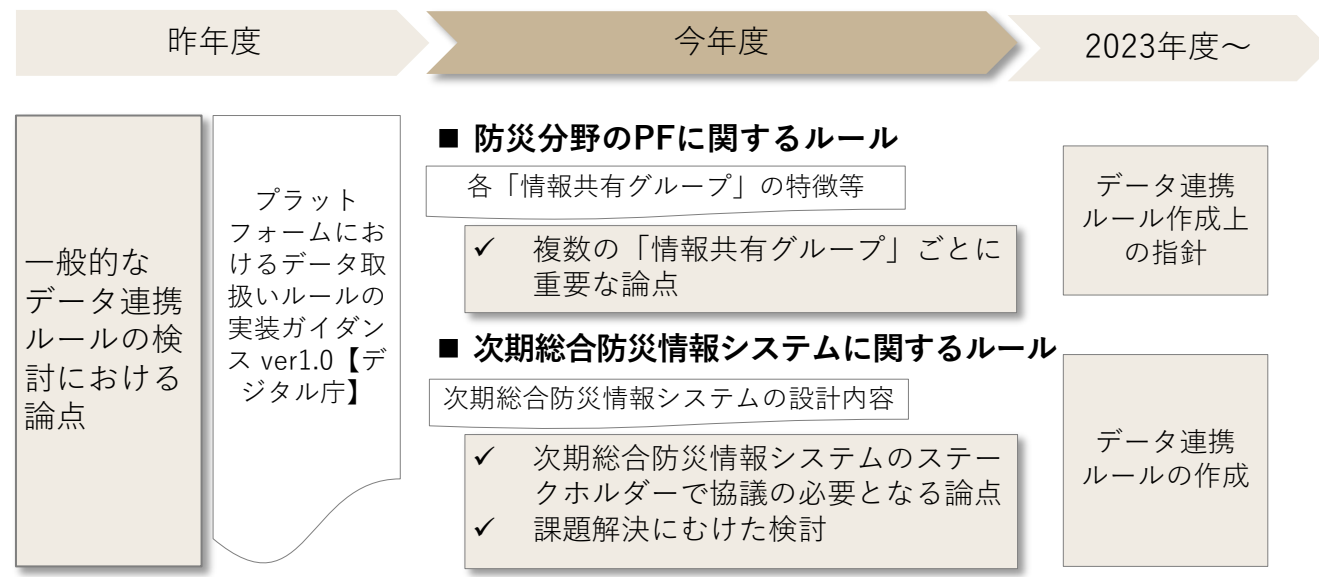 昨年度
今年度
2023年度～
一般的な
データ連携
ルールの検
討における
論点
プラット
フォームにお
けるデータ取
扱いルールの
実装ガイダン
ス ver1.0【デ
ジタル庁】
■ 防災分野のPFに関するルール
各「情報共有グループ」の特徴等
✓ 複数の「情報共有グループ」ごとに
重要な論点
■ 次期総合防災情報システムに関するルール
次期総合防災情報システムの設計内容
✓ 次期総合防災情報システムのステー
クホルダーで協議の必要となる論点
✓ 課題解決にむけた検討
データ連携
ルール作成上
の指針
データ連携
ルールの作成